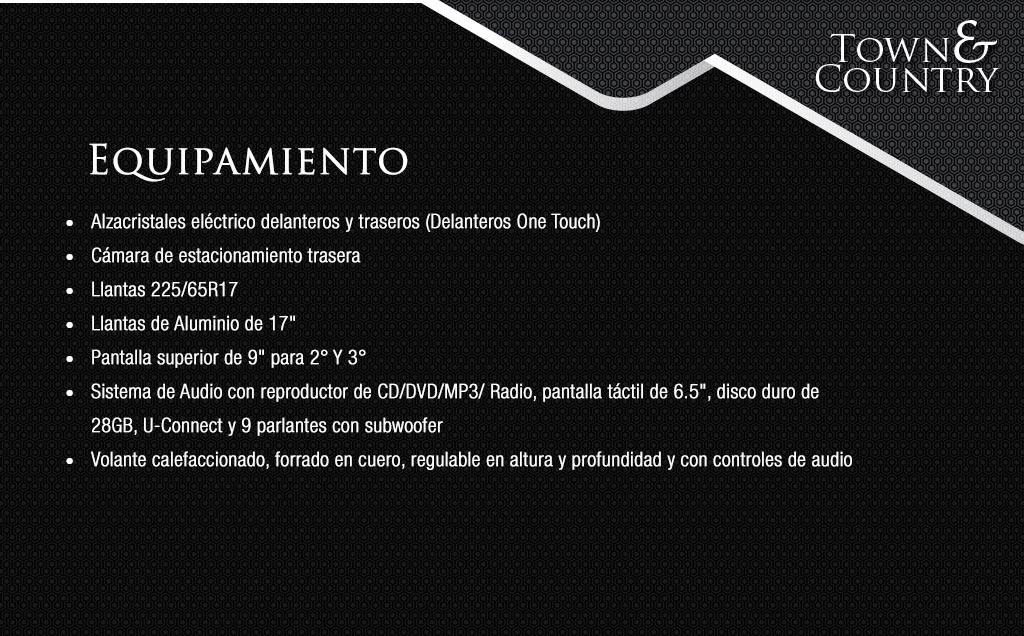 Town &
Country
Equipamiento
• Alzacristales eléctrico delanteros y traseros (Delanteros One Touch)
• Cámara de estacionamiento trasera
• Llantas 225/65R17
• Llantas de Aluminio de 17"
• Pantalla superior de 9" para 2° Y 3°
• Sistema de Audio con reproductor de CD/DVD/MP3/ Radio, pantalla táctil de 6.5", disco duro de
28GB, U-Connect y 9 parlantes con subwoofer
• Volante calefaccionado, forrado en cuero, regulable en altura y profundidad y con controles de audio